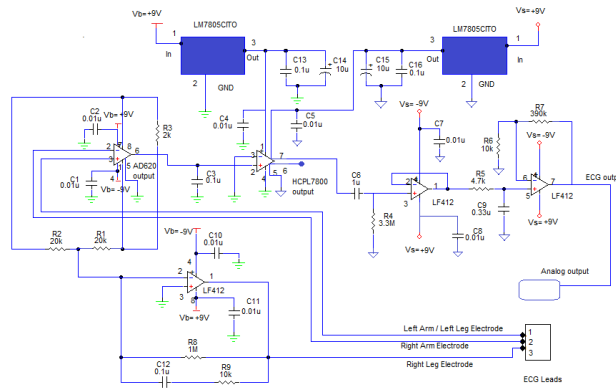 Vb= +9V
LM7805CITO
LM7805CITO
Vs= +9V
1
In
3
Out
2
GND
C13
0.1u
C14
10u
C15
10u
C16
0.1u
3
Out
1
In
2
GND
C2
0.01u
Vb= +9V
R3
2k
C4
0.01u
C5
0.01u
Vs= -9V
C7
0.01u
Vs= -9V
R7
390k
R6
10k
AD620
C1
0.01u
Vb= -9V
C3
0.1u
HCPL7800
output
C6
1u
R4
3.3M
LF412
R5
4.7k
C9
0.33u
LF412
ECG output
C8
0.01u
Vs= +9V
Vs= +9V
R2
20k
R1
20k
Vb= -9V
C10
0.01u
LF412
C11
0.01u
Vb= +9V
R8
1M
C12
0.1u
R9
10k
Analog output
Left Arm / Left Leg Electrode
Right Arm Electrode
Right Leg Electrode
1
2
3
ECG Leads